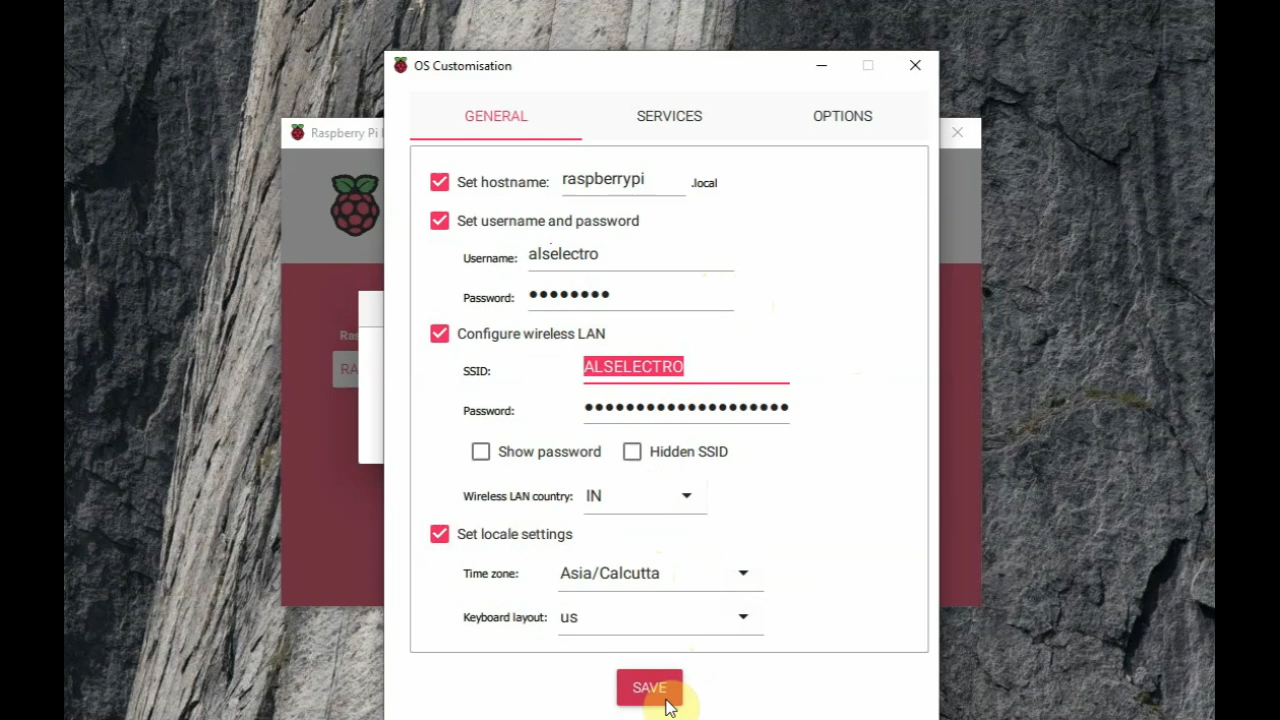 OS Customisation
Raspberry Pi
GENERAL SERVICES OPTIONS
Set hostname: raspberrypi .local
Set username and password
Username: alselectro
Password: ••••••••
Configure wireless LAN
SSID: ALSELECTRO
Password: ••••••••••••••••••••
Show password Hidden SSID
Wireless LAN country: IN
Set locale settings
Time zone: Asia/Calcutta
Keyboard layout: us
SAVE
Ras
RA